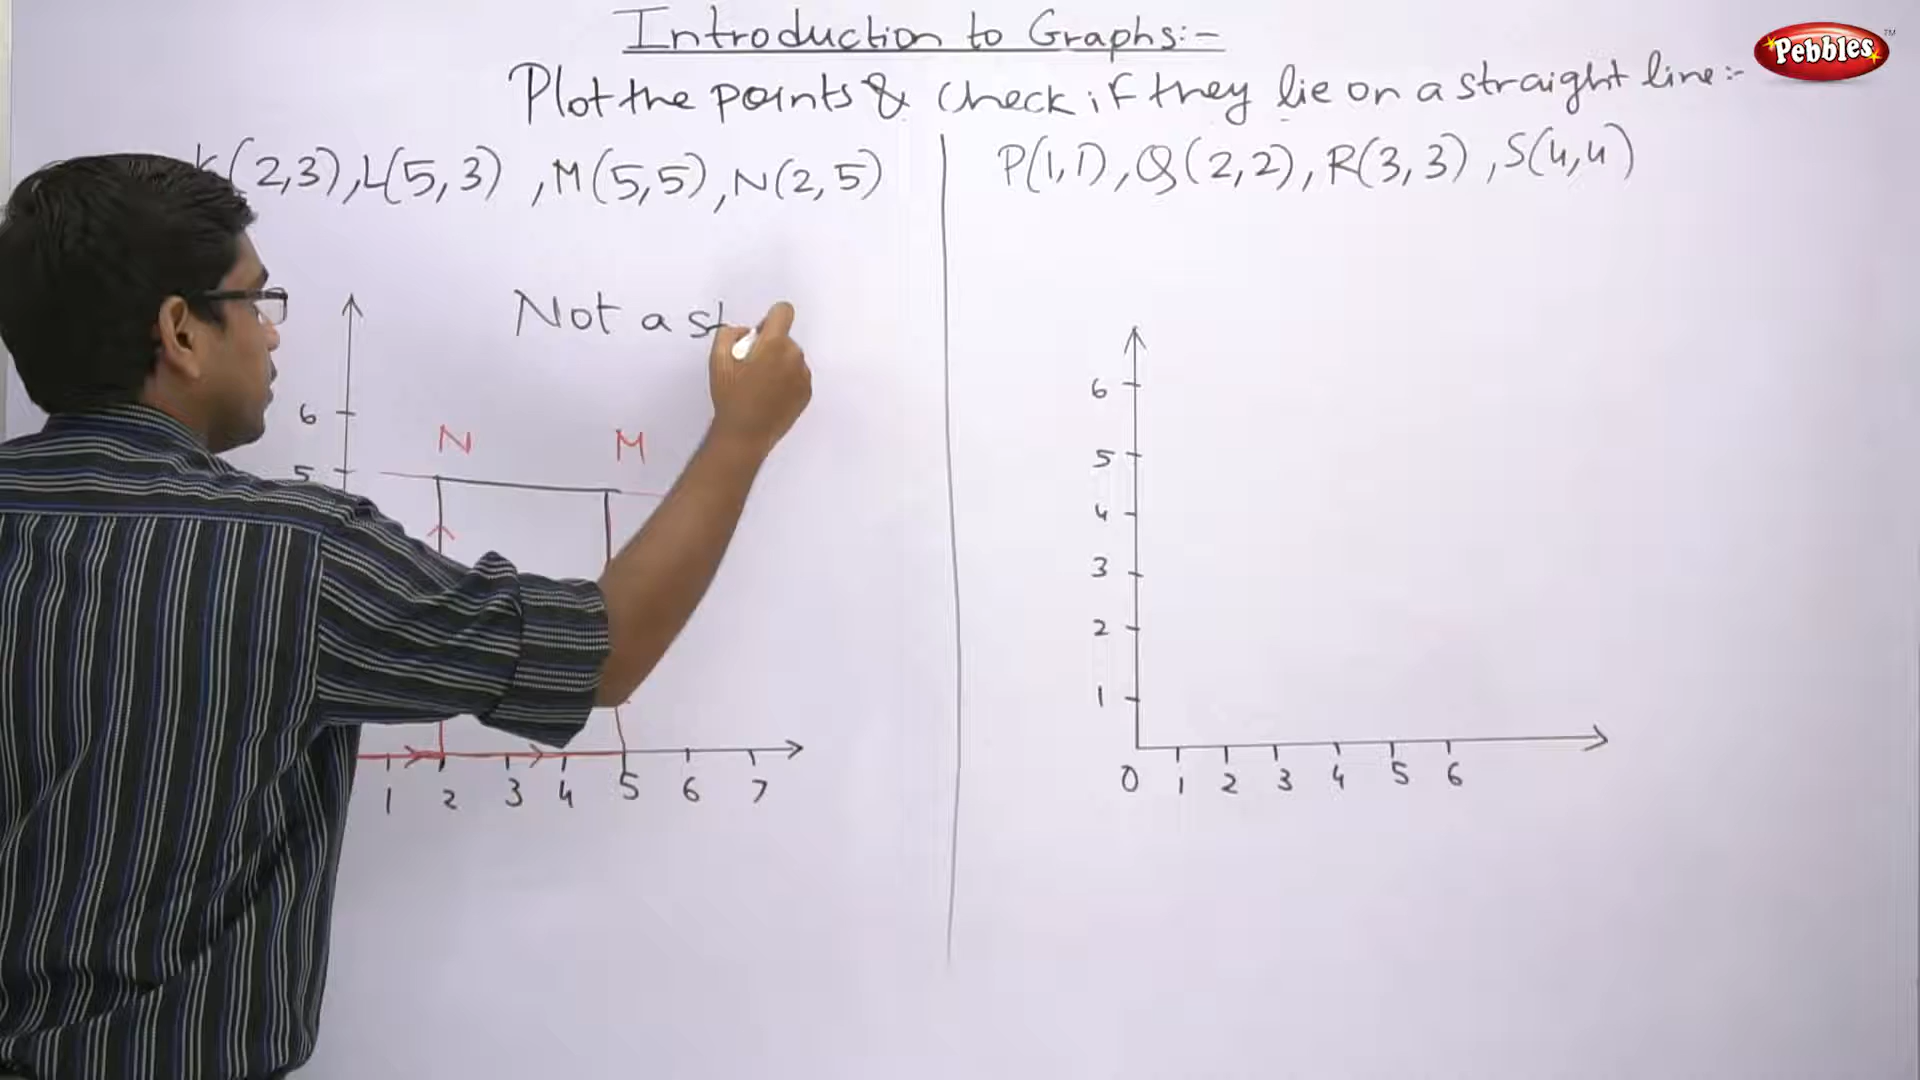 Introduction to Graphs:-
Pebbles TM
Plot the points & check if they lie on a straight line:-
K(2,3), L(5,3), M(5,5), N(2,5)
P(1,1), Q(2,2), R(3,3), S(4,4)
Not a st
6
N
M
5
1 2 3 4 5 6 7
6
5
4
3
2
1
0 1 2 3 4 5 6